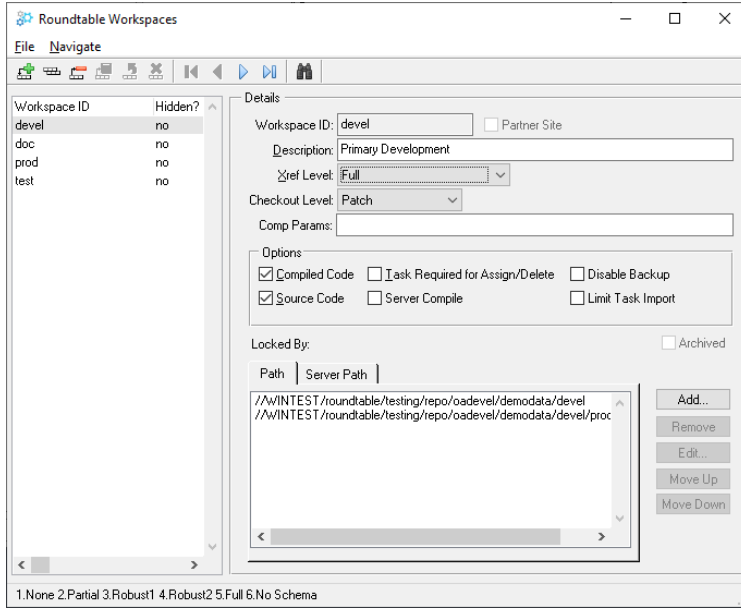 Roundtable Workspaces
File Navigate
Workspace ID Hidden?
devel no
doc no
prod no
test no
Details
Workspace ID: devel Partner Site
Description: Primary Development
Xref Level: Full
Checkout Level: Patch
Comp Params:
Options
Compiled Code Task Required for Assign/Delete Disable Backup
Source Code Server Compile Limit Task Import
Locked By: Archived
Path Server Path
//WINTEST/roundtable/testing/repo/oadevel/demodata/devel
//WINTEST/roundtable/testing/repo/oadevel/demodata/devel/proc
Add...
Remove
Edit...
Move Up
Move Down
1.None 2.Partial 3.Robust1 4.Robust2 5.Full 6.No Schema